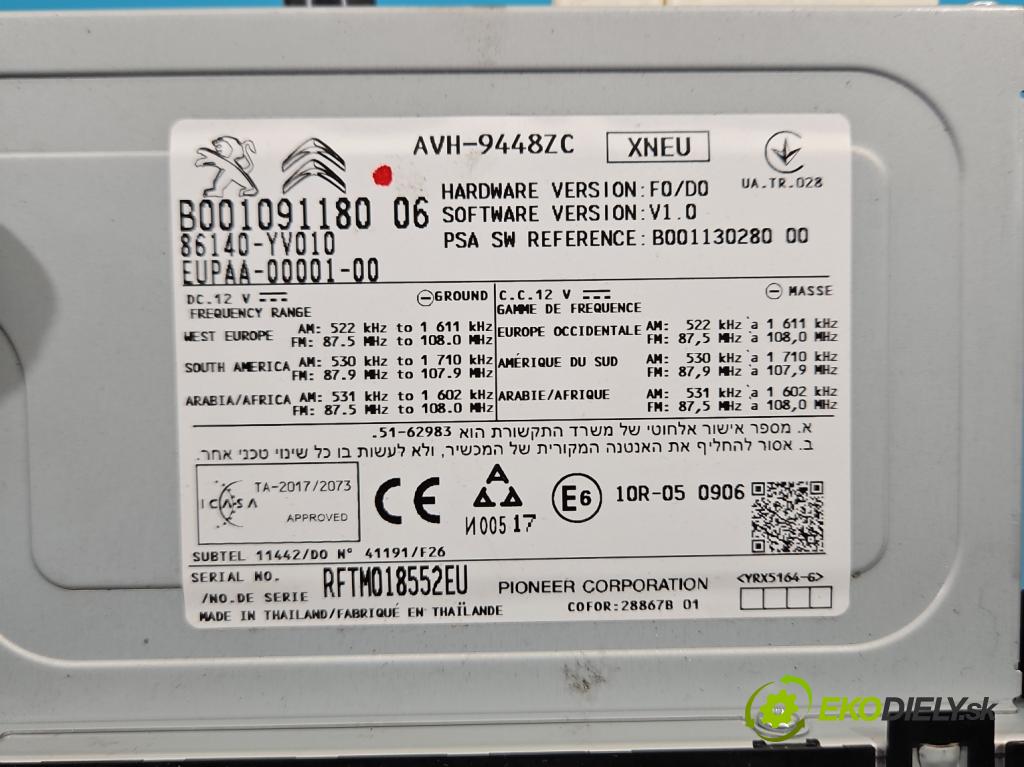 AVH-9448ZC XNEU
UA.TR.028
B001091180 06
86140-YV010
EUPAA-00001-00
HARDWARE VERSION:F0/D0
SOFTWARE VERSION:V1.0
PSA SW REFERENCE:B001130280 00
DC.12 V GROUND
FREQUENCY RANGE
WEST EUROPE AM: 522 kHz to 1 611 kHz
FM: 87.5 MHz to 108.0 MHz
SOUTH AMERICA AM: 530 kHz to 1 710 kHz
FM: 87.9 MHz to 107.9 MHz
ARABIA/AFRICA AM: 531 kHz to 1 602 kHz
FM: 87.5 MHz to 108.0 MHz
C.C.12 V MASSE
GAMME DE FREQUENCE
EUROPE OCCIDENTALE AM: 522 kHz à 1 611 kHz
FM: 87,5 MHz à 108,0 MHz
AMÉRIQUE DU SUD AM: 530 kHz à 1 710 kHz
FM: 87,9 MHz à 107,9 MHz
ARABIE/AFRIQUE AM: 531 kHz à 1 602 kHz
FM: 87,5 MHz à 108,0 MHz
א. מספר אישור אלחוטי של משרד התקשורת הוא 51-62983.
ב. אסור להחליף את האנטנה המקורית של המכשיר, ולא לעשות בו כל שינוי טכני אחר.
ICASA TA-2017/2073
APPROVED
CE
A
И005 17
E6 10R-05 0906
SUBTEL 11442/D0 N° 41191/F26
SERIAL NO.
/NO.DE SERIE RFTM018552EU
PIONEER CORPORATION <YRX5164-G>
COFOR:28867B 01
MADE IN THAILAND/FABRIQUÉ EN THAÏLANDE
EKODIELY.sk